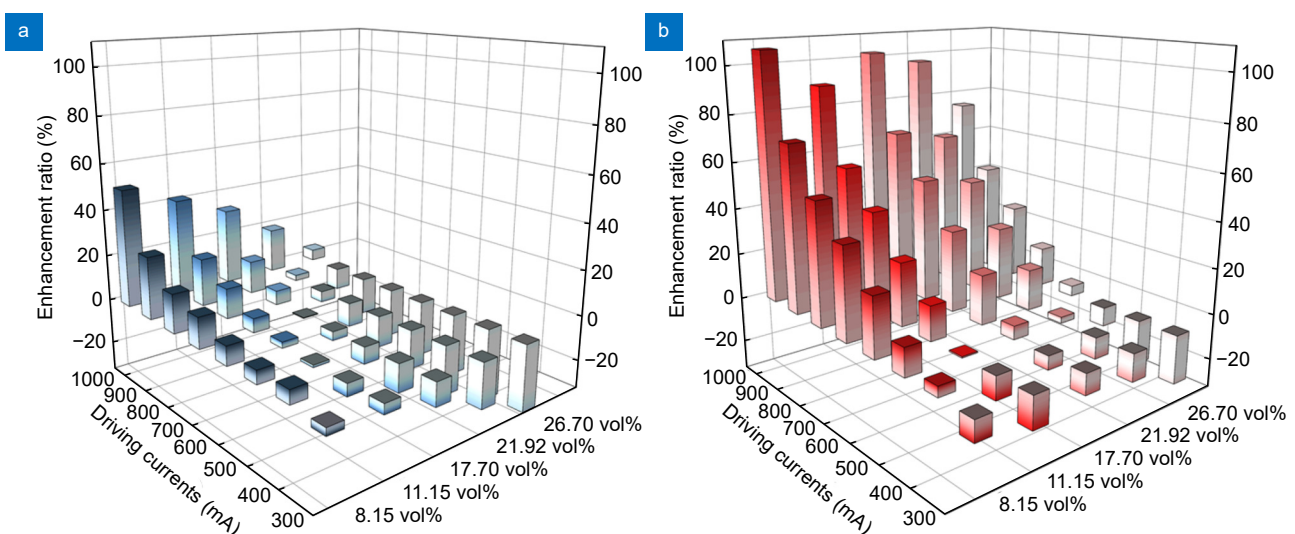 a
Enhancement ratio (%)
100
80
60
40
20
0
−20
100
80
60
40
20
0
−20
1000
900
800
700
600
500
400
300
Driving currents (mA)
26.70 vol%
21.92 vol%
17.70 vol%
11.15 vol%
8.15 vol%
b
Enhancement ratio (%)
100
80
60
40
20
0
−20
100
80
60
40
20
0
−20
1000
900
800
700
600
500
400
300
Driving currents (mA)
26.70 vol%
21.92 vol%
17.70 vol%
11.15 vol%
8.15 vol%